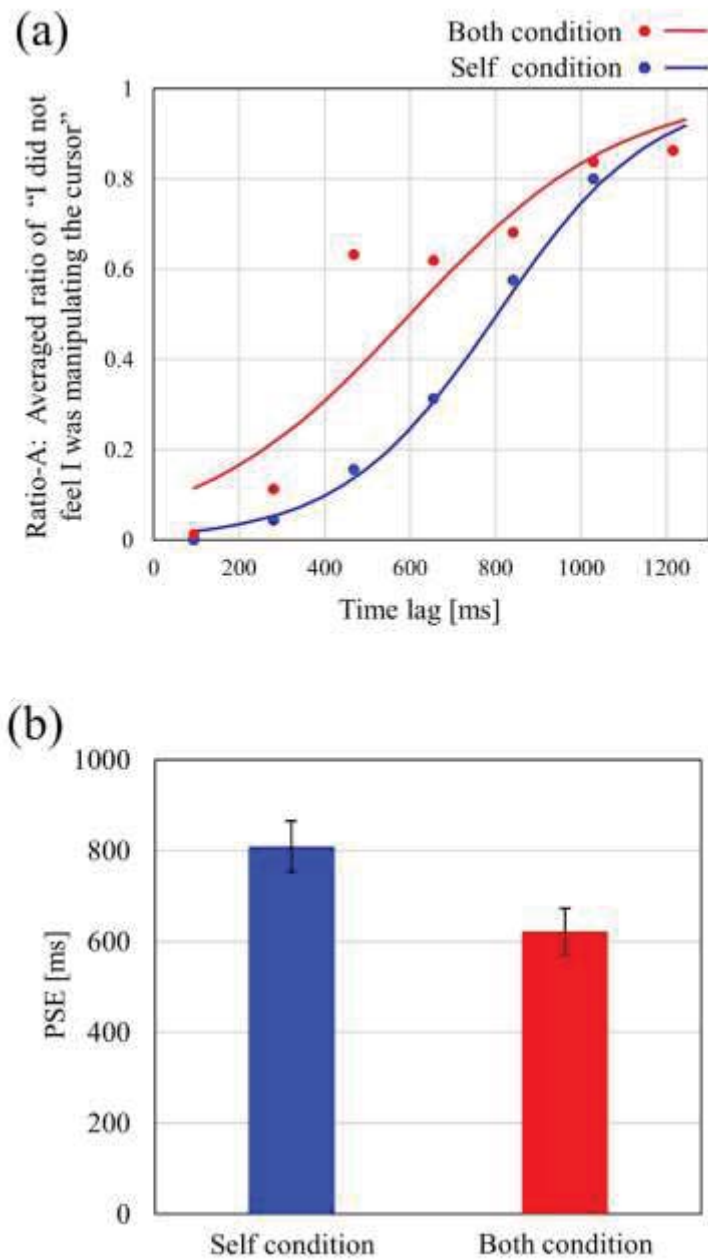 (a)
Both condition
Self condition
Ratio-A: Averaged ratio of “I did not
feel I was manipulating the cursor”
1
0.8
0.6
0.4
0.2
0
0 200 400 600 800 1000 1200
Time lag [ms]
(b)
PSE [ms]
1000
800
600
400
200
0
Self condition Both condition